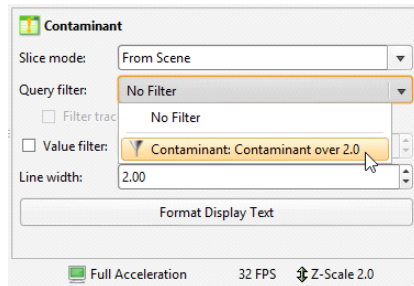 Contaminant
Slice mode: From Scene
Query filter: No Filter
Filter trac
No Filter
Value filter:
Contaminant: Contaminant over 2.0
Line width: 2.00
Format Display Text
Full Acceleration 32 FPS Z-Scale 2.0